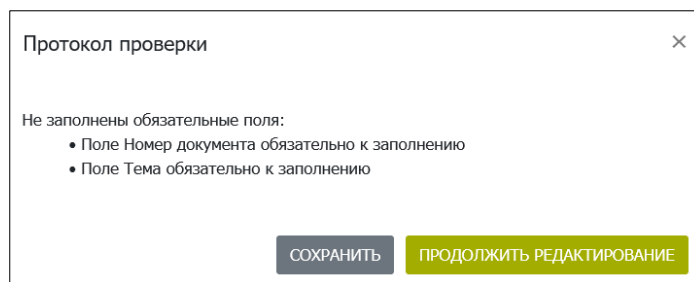 Протокол проверки
Не заполнены обязательные поля:
• Поле Номер документа обязательно к заполнению
• Поле Тема обязательно к заполнению
СОХРАНИТЬ ПРОДОЛЖИТЬ РЕДАКТИРОВАНИЕ